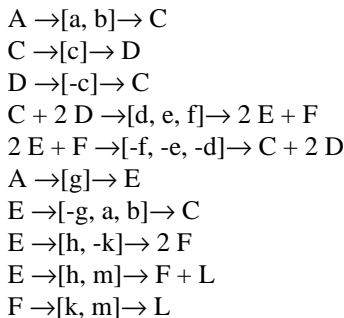 A →[a, b]→ C
C →[c]→ D
D →[-c]→ C
C + 2 D →[d, e, f]→ 2 E + F
2 E + F →[-f, -e, -d]→ C + 2 D
A →[g]→ E
E →[-g, a, b]→ C
E →[h, -k]→ 2 F
E →[h, m]→ F + L
F →[k, m]→ L